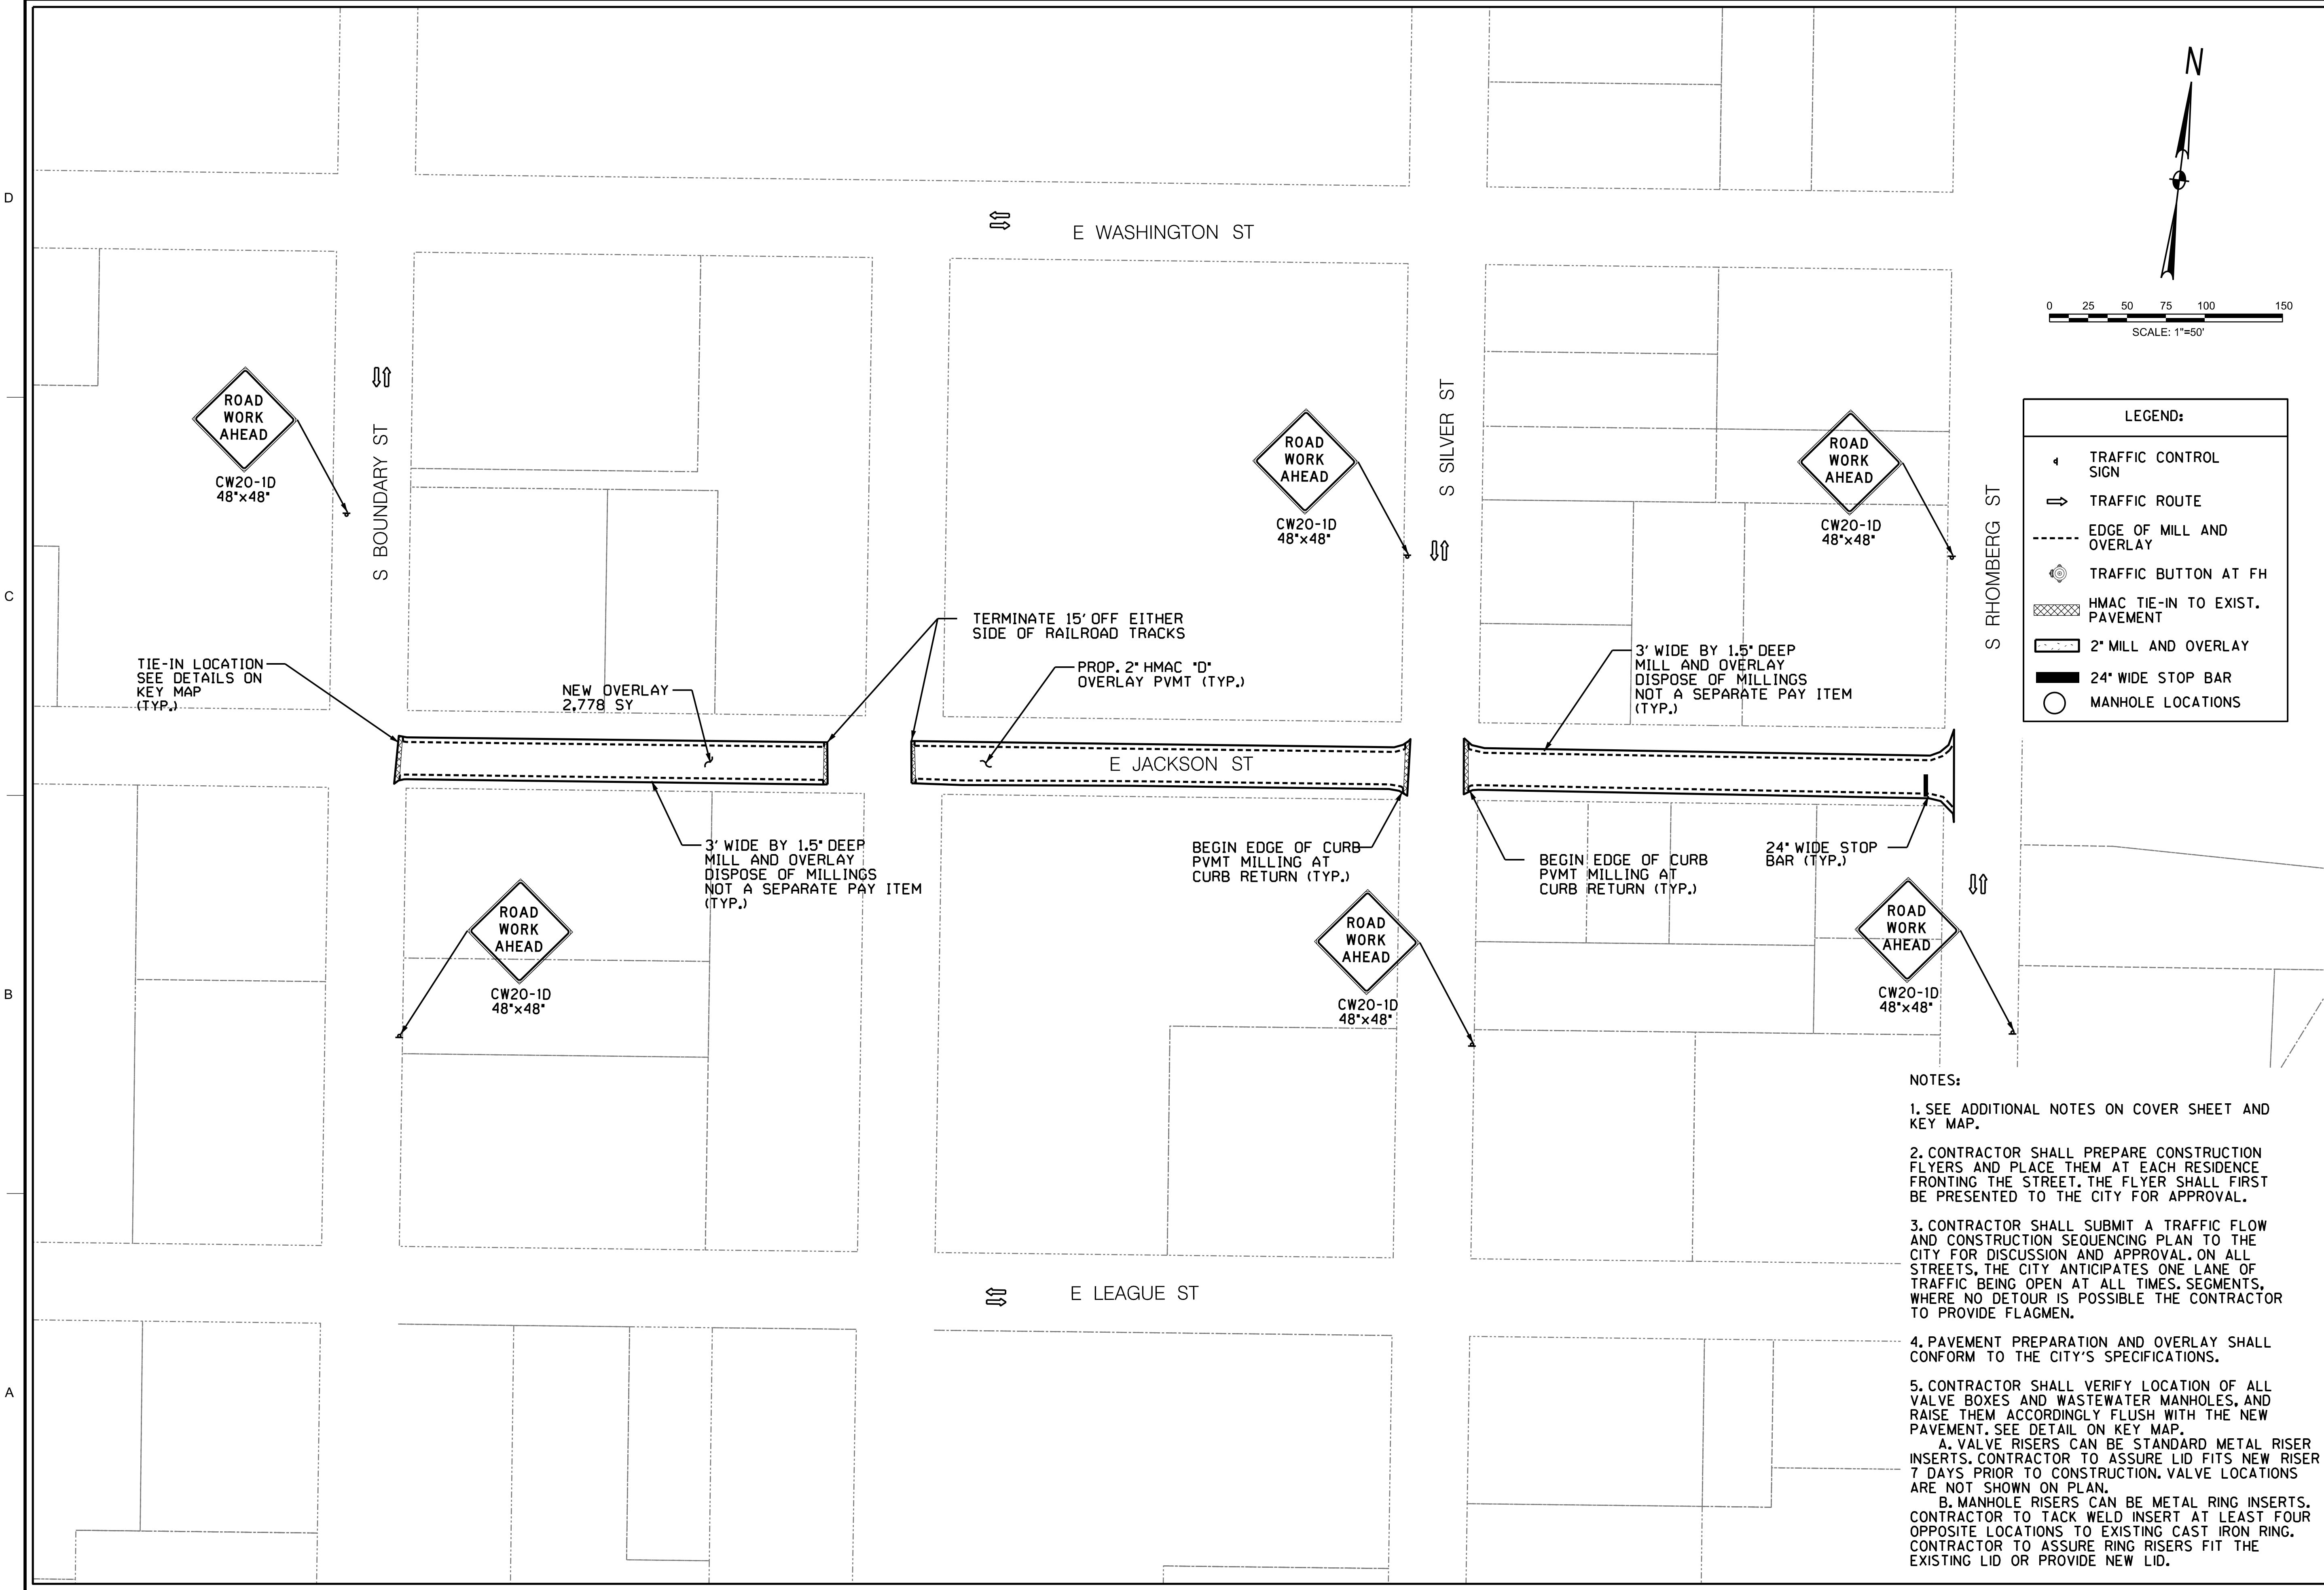 N
0 25 50 75 100 150
SCALE: 1"=50'
D
C
B
A
E WASHINGTON ST
S BOUNDARY ST
S SILVER ST
S RHOMBERG ST
E JACKSON ST
E LEAGUE ST
ROAD
WORK
AHEAD
CW20-1D
48"x48"
ROAD
WORK
AHEAD
CW20-1D
48"x48"
ROAD
WORK
AHEAD
CW20-1D
48"x48"
LEGEND:
TRAFFIC CONTROL
SIGN
TRAFFIC ROUTE
EDGE OF MILL AND
OVERLAY
TRAFFIC BUTTON AT FH
HMAC TIE-IN TO EXIST.
PAVEMENT
2" MILL AND OVERLAY
24" WIDE STOP BAR
MANHOLE LOCATIONS
TIE-IN LOCATION
SEE DETAILS ON
KEY MAP
(TYP.)
NEW OVERLAY
2,778 SY
TERMINATE 15' OFF EITHER
SIDE OF RAILROAD TRACKS
PROP. 2" HMAC "D"
OVERLAY PVMT (TYP.)
3' WIDE BY 1.5" DEEP
MILL AND OVERLAY
DISPOSE OF MILLINGS
NOT A SEPARATE PAY ITEM
(TYP.)
3' WIDE BY 1.5" DEEP
MILL AND OVERLAY
DISPOSE OF MILLINGS
NOT A SEPARATE PAY ITEM
(TYP.)
BEGIN EDGE OF CURB
PVMT MILLING AT
CURB RETURN (TYP.)
BEGIN EDGE OF CURB
PVMT MILLING AT
CURB RETURN (TYP.)
24" WIDE STOP
BAR (TYP.)
ROAD
WORK
AHEAD
CW20-1D
48"x48"
ROAD
WORK
AHEAD
CW20-1D
48"x48"
ROAD
WORK
AHEAD
CW20-1D
48"x48"
NOTES:
1. SEE ADDITIONAL NOTES ON COVER SHEET AND
KEY MAP.
2. CONTRACTOR SHALL PREPARE CONSTRUCTION
FLYERS AND PLACE THEM AT EACH RESIDENCE
FRONTING THE STREET. THE FLYER SHALL FIRST
BE PRESENTED TO THE CITY FOR APPROVAL.
3. CONTRACTOR SHALL SUBMIT A TRAFFIC FLOW
AND CONSTRUCTION SEQUENCING PLAN TO THE
CITY FOR DISCUSSION AND APPROVAL. ON ALL
STREETS, THE CITY ANTICIPATES ONE LANE OF
TRAFFIC BEING OPEN AT ALL TIMES. SEGMENTS,
WHERE NO DETOUR IS POSSIBLE THE CONTRACTOR
TO PROVIDE FLAGMEN.
4. PAVEMENT PREPARATION AND OVERLAY SHALL
CONFORM TO THE CITY'S SPECIFICATIONS.
5. CONTRACTOR SHALL VERIFY LOCATION OF ALL
VALVE BOXES AND WASTEWATER MANHOLES, AND
RAISE THEM ACCORDINGLY FLUSH WITH THE NEW
PAVEMENT. SEE DETAIL ON KEY MAP.
A. VALVE RISERS CAN BE STANDARD METAL RISER
INSERTS. CONTRACTOR TO ASSURE LID FITS NEW RISER
7 DAYS PRIOR TO CONSTRUCTION. VALVE LOCATIONS
ARE NOT SHOWN ON PLAN.
B. MANHOLE RISERS CAN BE METAL RING INSERTS.
CONTRACTOR TO TACK WELD INSERT AT LEAST FOUR
OPPOSITE LOCATIONS TO EXISTING CAST IRON RING.
CONTRACTOR TO ASSURE RING RISERS FIT THE
EXISTING LID OR PROVIDE NEW LID.